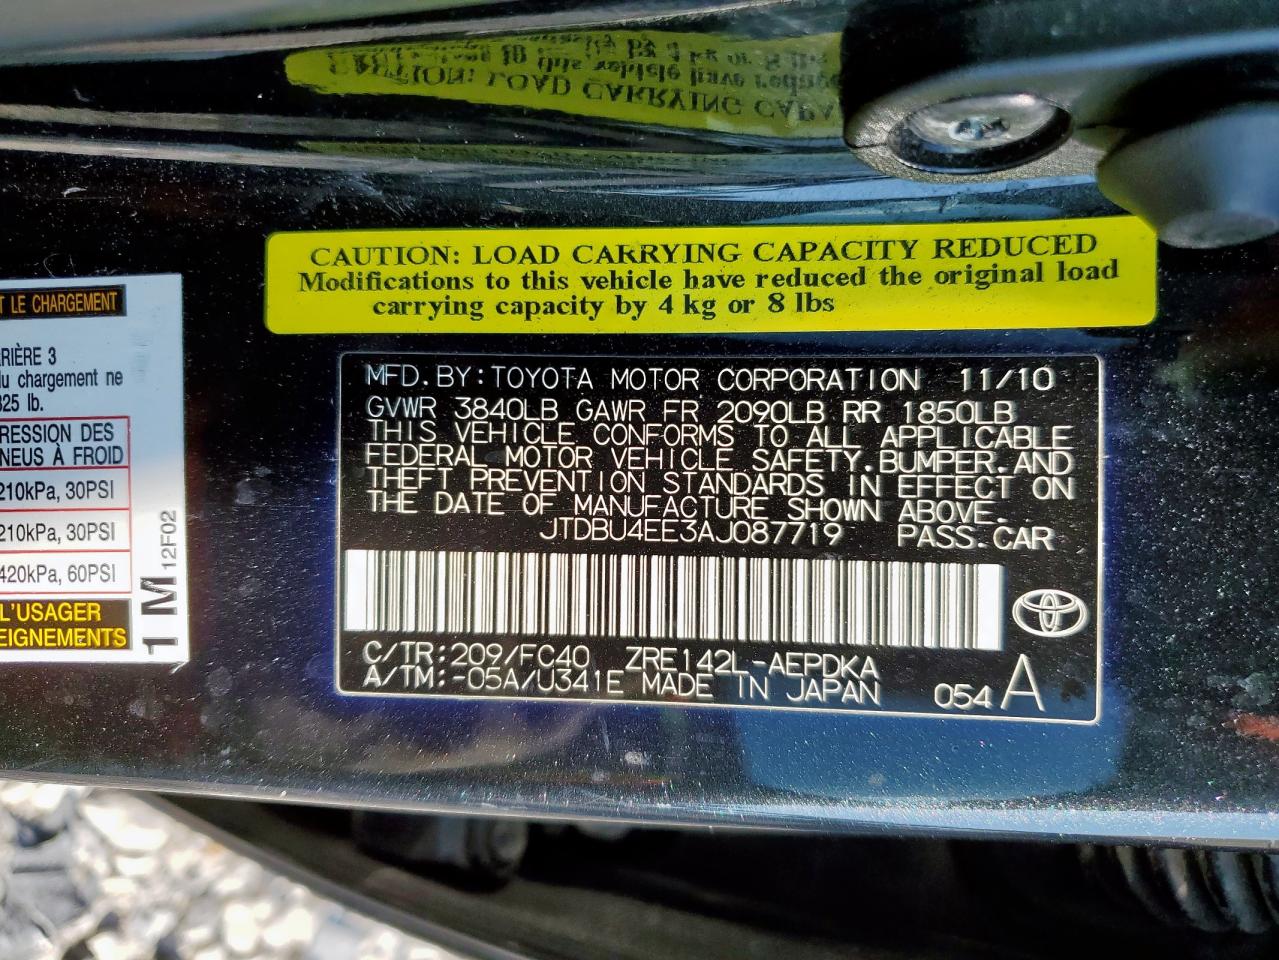 CAUTION: LOAD CARRYING CAPACITY REDUCED
Modifications to this vehicle have reduced the original load
carrying capacity by 4 kg or 8 lbs
MFD.BY:TOYOTA MOTOR CORPORATION 11/10
GVWR 3840LB GAWR FR 2090LB RR 1850LB
THIS VEHICLE CONFORMS TO ALL APPLICABLE
FEDERAL MOTOR VEHICLE SAFETY.BUMPER.AND
THEFT PREVENTION STANDARDS IN EFFECT ON
THE DATE OF MANUFACTURE SHOWN ABOVE.
JTDBU4EE3AJ087719 PASS.CAR
C/TR:209/FC40 ZRE142L-AEPDKA
A/TM:-05A/U341E MADE IN JAPAN 054 A
T LE CHARGEMENT
RIÈRE 3
du chargement ne
325 lb.
RESSION DES
NEUS À FROID
210kPa, 30PSI
210kPa, 30PSI
420kPa, 60PSI
L'USAGER
EIGNEMENTS
1M 12F02